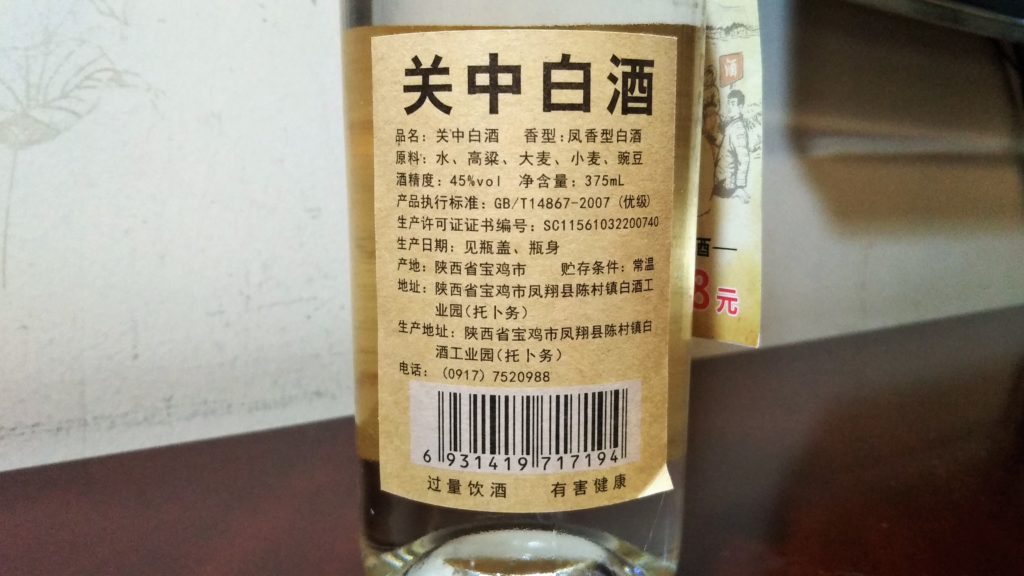 关中白酒
品名：关中白酒 香型：凤香型白酒
原料：水、高粱、大麦、小麦、豌豆
酒精度：45%vol 净含量：375mL
产品执行标准：GB/T14867-2007（优级）
生产许可证证书编号：SC11561032200740
生产日期：见瓶盖、瓶身
产地：陕西省宝鸡市 贮存条件：常温
地址：陕西省宝鸡市凤翔县陈村镇白酒工
业园（托卜务）
生产地址：陕西省宝鸡市凤翔县陈村镇白
酒工业园（托卜务）
电话：（0917）7520988
6 931419 717194
过量饮酒 有害健康
酒
酒一
8元